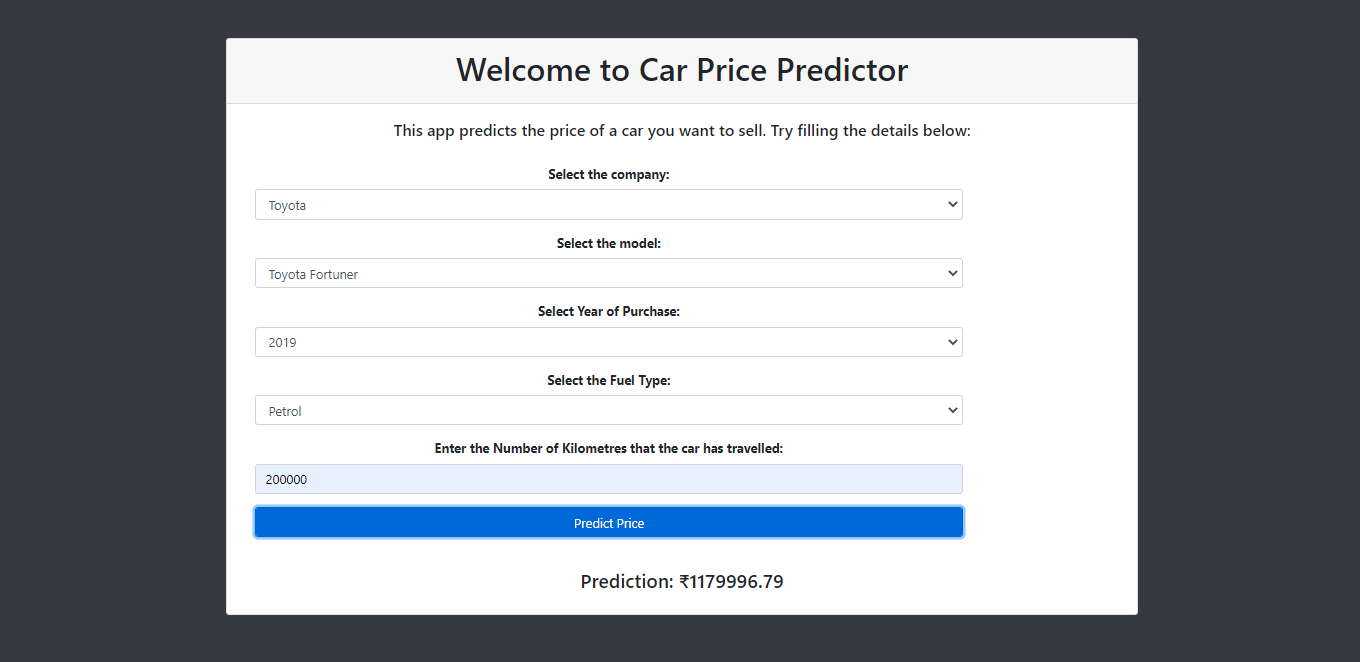 Welcome to Car Price Predictor
This app predicts the price of a car you want to sell. Try filling the details below:
Select the company:
Toyota
Select the model:
Toyota Fortuner
Select Year of Purchase:
2019
Select the Fuel Type:
Petrol
Enter the Number of Kilometres that the car has travelled:
200000
Predict Price
Prediction: ₹1179996.79